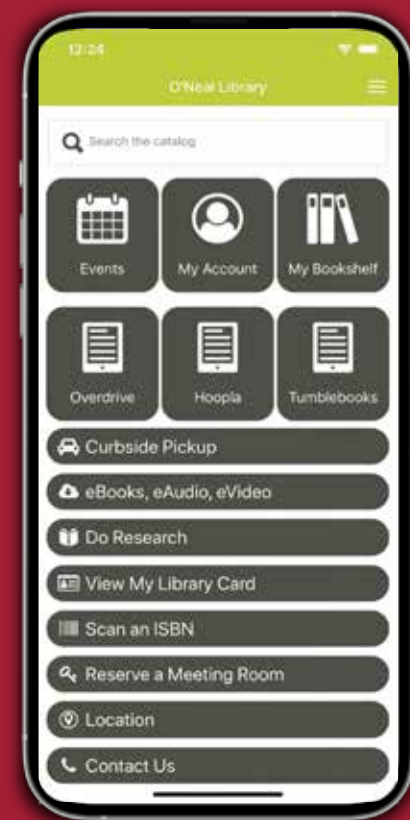 12:24
O'Neal Library
Search the catalog
Events
My Account
My Bookshelf
Overdrive
Hoopla
Tumblebooks
Curbside Pickup
eBooks, eAudio, eVideo
Do Research
View My Library Card
Scan an ISBN
Reserve a Meeting Room
Location
Contact Us